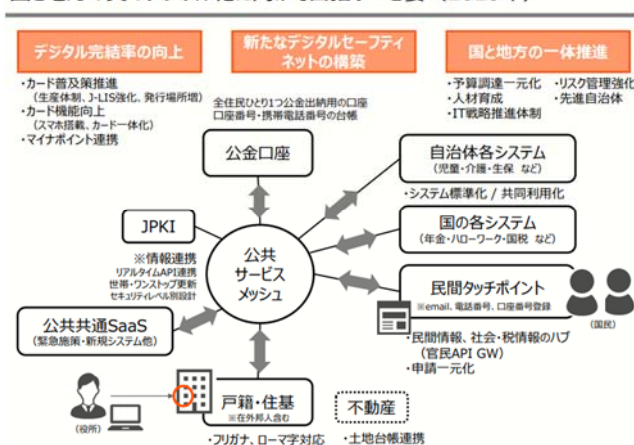 デジタル完結率の向上
新たなデジタルセーフティ
ネットの構築
国と地方の一体推進
・カード普及策推進
(生産体制、J-LIS強化、発行場所増)
・カード機能向上
(スマホ搭載、カード一体化)
・マイナポイント連携
全住民ひとり1つ公金出納用の口座
口座番号・携帯電話番号の台帳
・予算調達一元化
・リスク管理強化
・人材育成
・先進自治体
・IT戦略推進体制
公金口座
自治体各システム
(児童・介護・生保 など)
・システム標準化 / 共同利用化
JPKI
※情報連携
リアルタイムAPI連携
世帯・ワンストップ更新
セキュリティレベル別設計
公共
サービス
メッシュ
国の各システム
(年金・ハローワーク・国税 など)
民間タッチポイント
※email、電話番号、口座番号登録
(国民)
・民間情報、社会・税情報のハブ
(官民API GW)
・申請一元化
公共共通SaaS
(緊急施策・新規システム他)
戸籍・住基
※在外邦人含む
・フリガナ、ローマ字対応
不動産
・土地台帳連携
(役所)